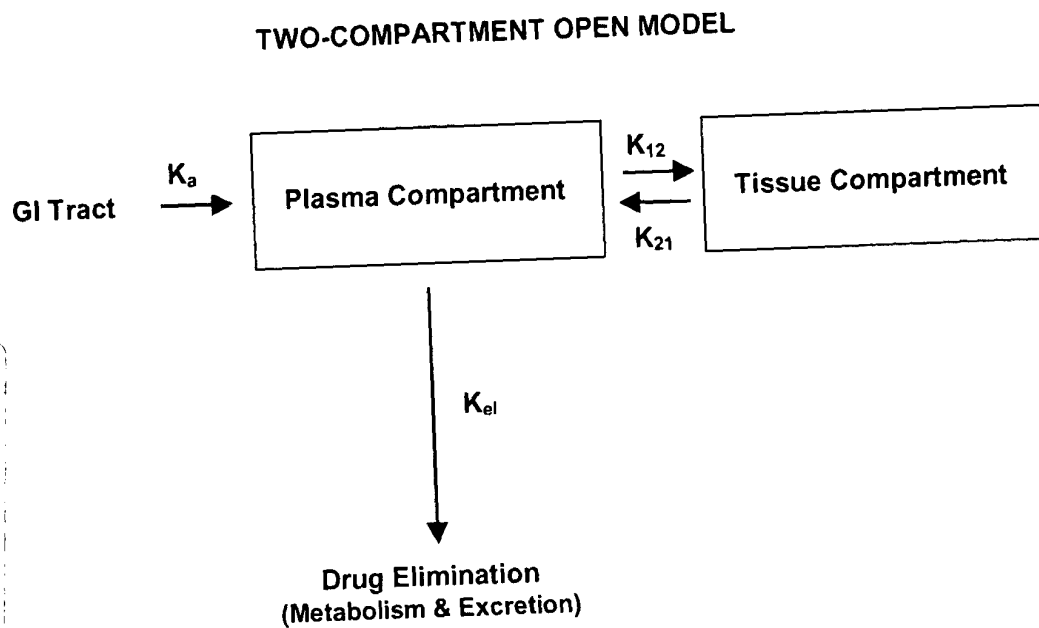 TWO-COMPARTMENT OPEN MODEL
K12
Ka
Plasma Compartment
Tissue Compartment
GI Tract
K21
Kel
Drug Elimination
(Metabolism & Excretion)